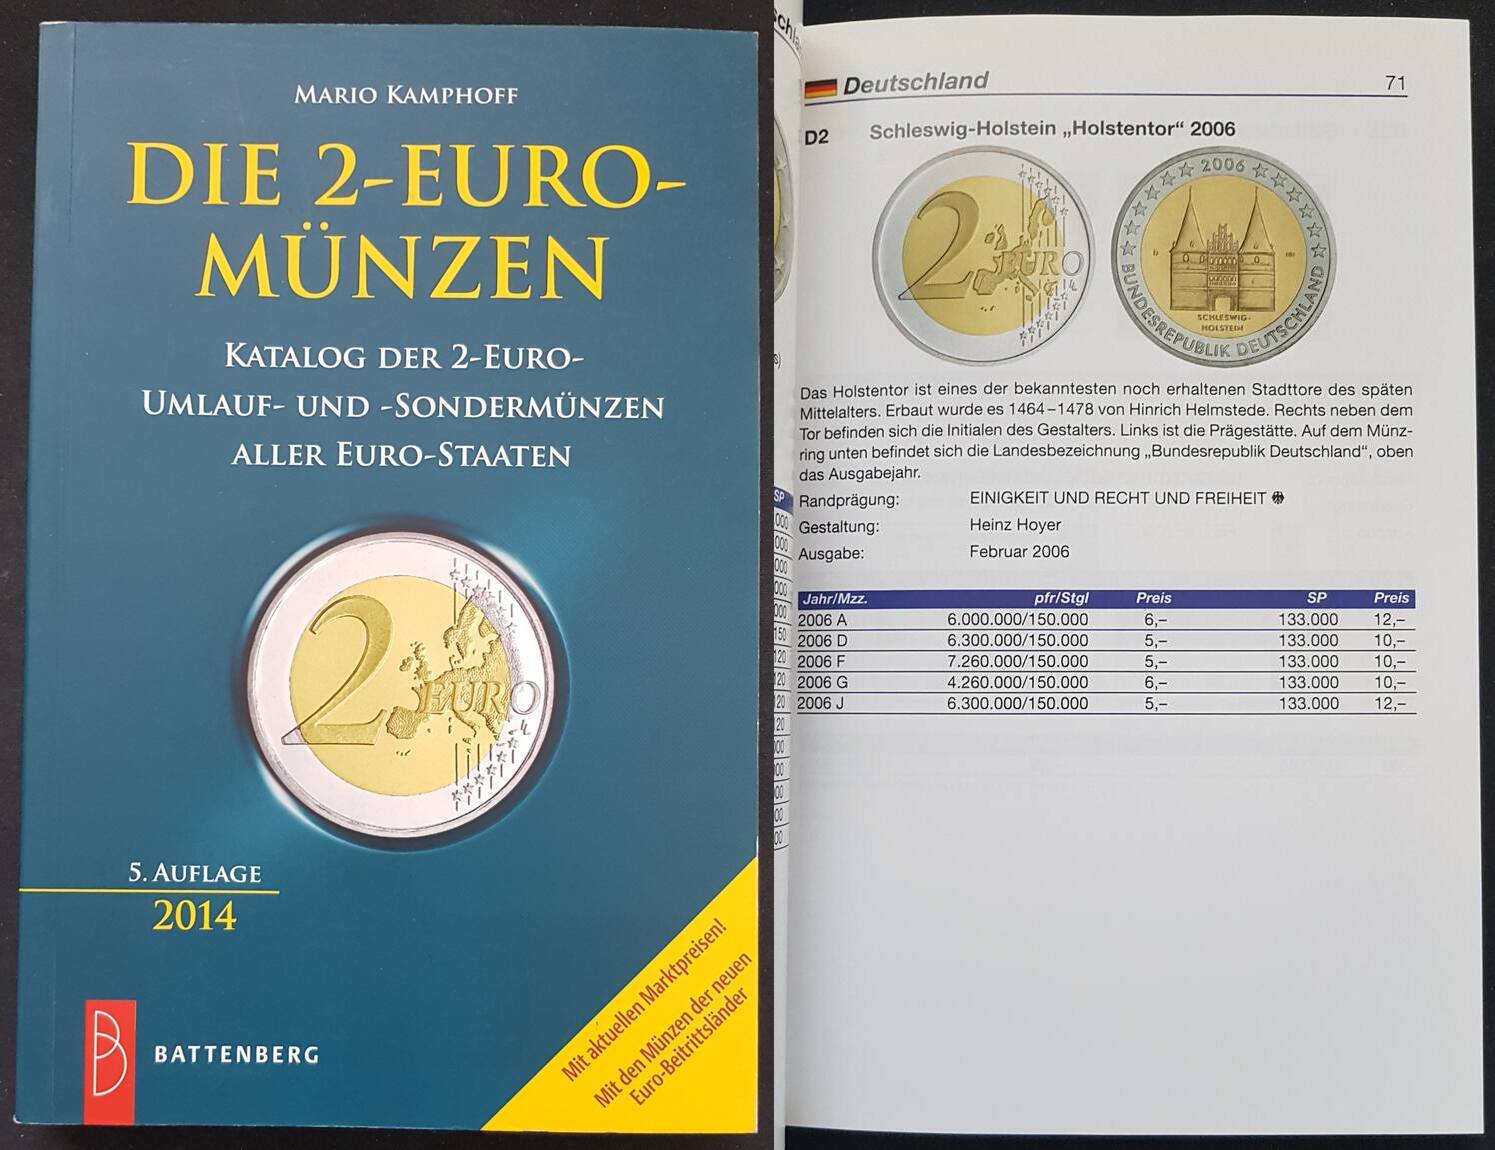 MARIO KAMPHOFF
DIE 2-EURO-
MÜNZEN
KATALOG DER 2-EURO-
UMLAUF- UND -SONDERMÜNZEN
ALLER EURO-STAATEN
2 EURO
5. AUFLAGE
2014
BATTENBERG
Mit aktuellen Marktpreisen!
Mit den Münzen der neuen
Euro-Beitrittsländer
Deutschland 71
D2 Schleswig-Holstein „Holstentor“ 2006
2 EURO
2006
D
SCHLESWIG-
HOLSTEIN
BUNDESREPUBLIK DEUTSCHLAND
Das Holstentor ist eines der bekanntesten noch erhaltenen Stadttore des späten
Mittelalters. Erbaut wurde es 1464–1478 von Hinrich Helmstede. Rechts neben dem
Tor befinden sich die Initialen des Gestalters. Links ist die Prägestätte. Auf dem Münz-
ring unten befindet sich die Landesbezeichnung „Bundesrepublik Deutschland“, oben
das Ausgabejahr.
Randprägung: EINIGKEIT UND RECHT UND FREIHEIT
Gestaltung: Heinz Hoyer
Ausgabe: Februar 2006
Jahr/Mzz. pfr/Stgl Preis SP Preis
2006 A 6.000.000/150.000 6,– 133.000 12,–
2006 D 6.300.000/150.000 5,– 133.000 10,–
2006 F 7.260.000/150.000 5,– 133.000 10,–
2006 G 4.260.000/150.000 6,– 133.000 10,–
2006 J 6.300.000/150.000 5,– 133.000 12,–